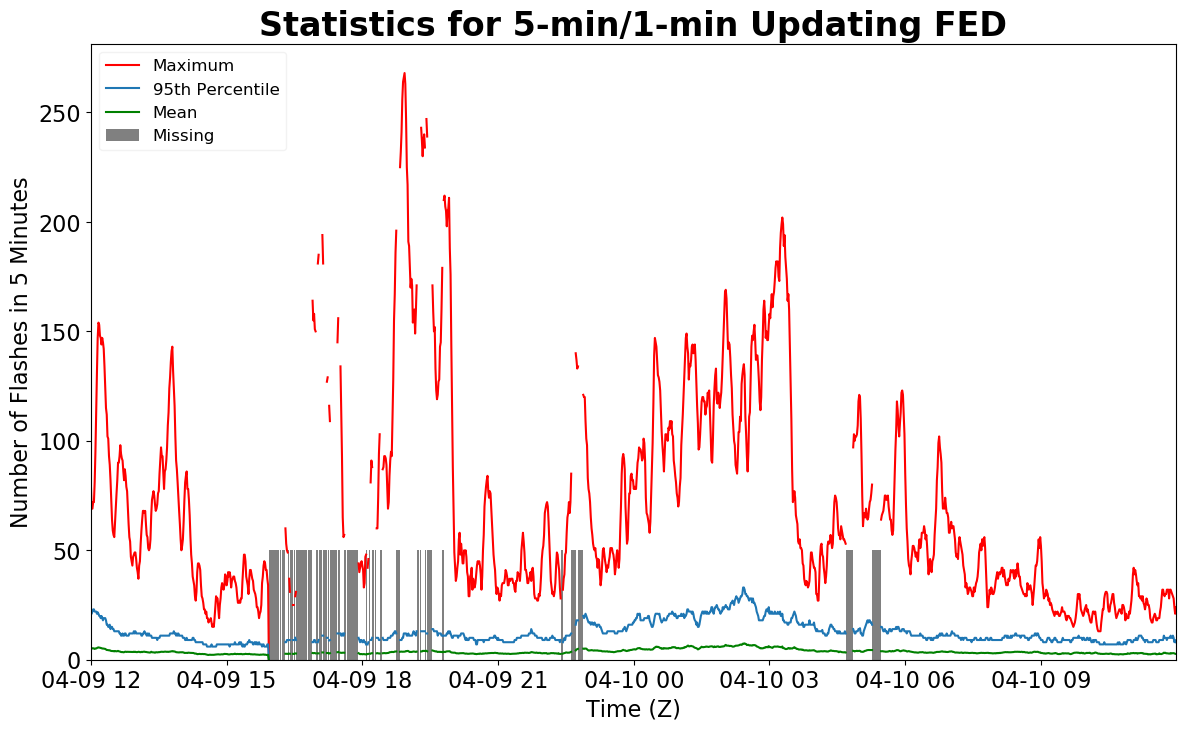 Statistics for 5-min/1-min Updating FED
Maximum
95th Percentile
Mean
Missing
Number of Flashes in 5 Minutes
250
200
150
100
50
0
04-09 12
04-09 15
04-09 18
04-09 21
04-10 00
04-10 03
04-10 06
04-10 09
Time (Z)